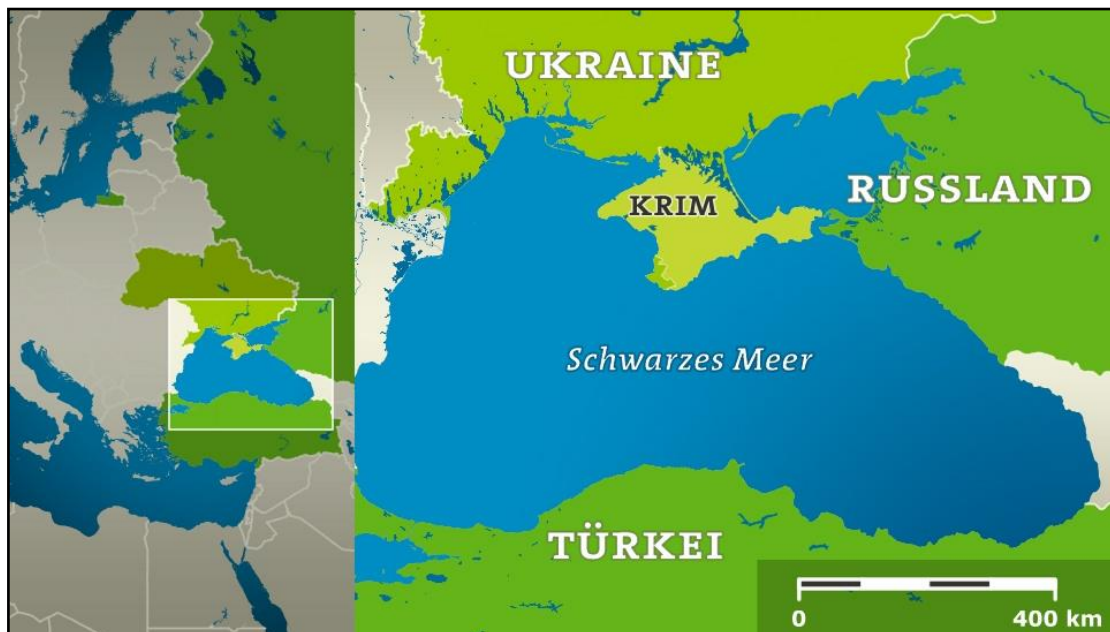 UKRAINE
KRIM
RUSSLAND
Schwarzes Meer
TÜRKEI
0 400 km